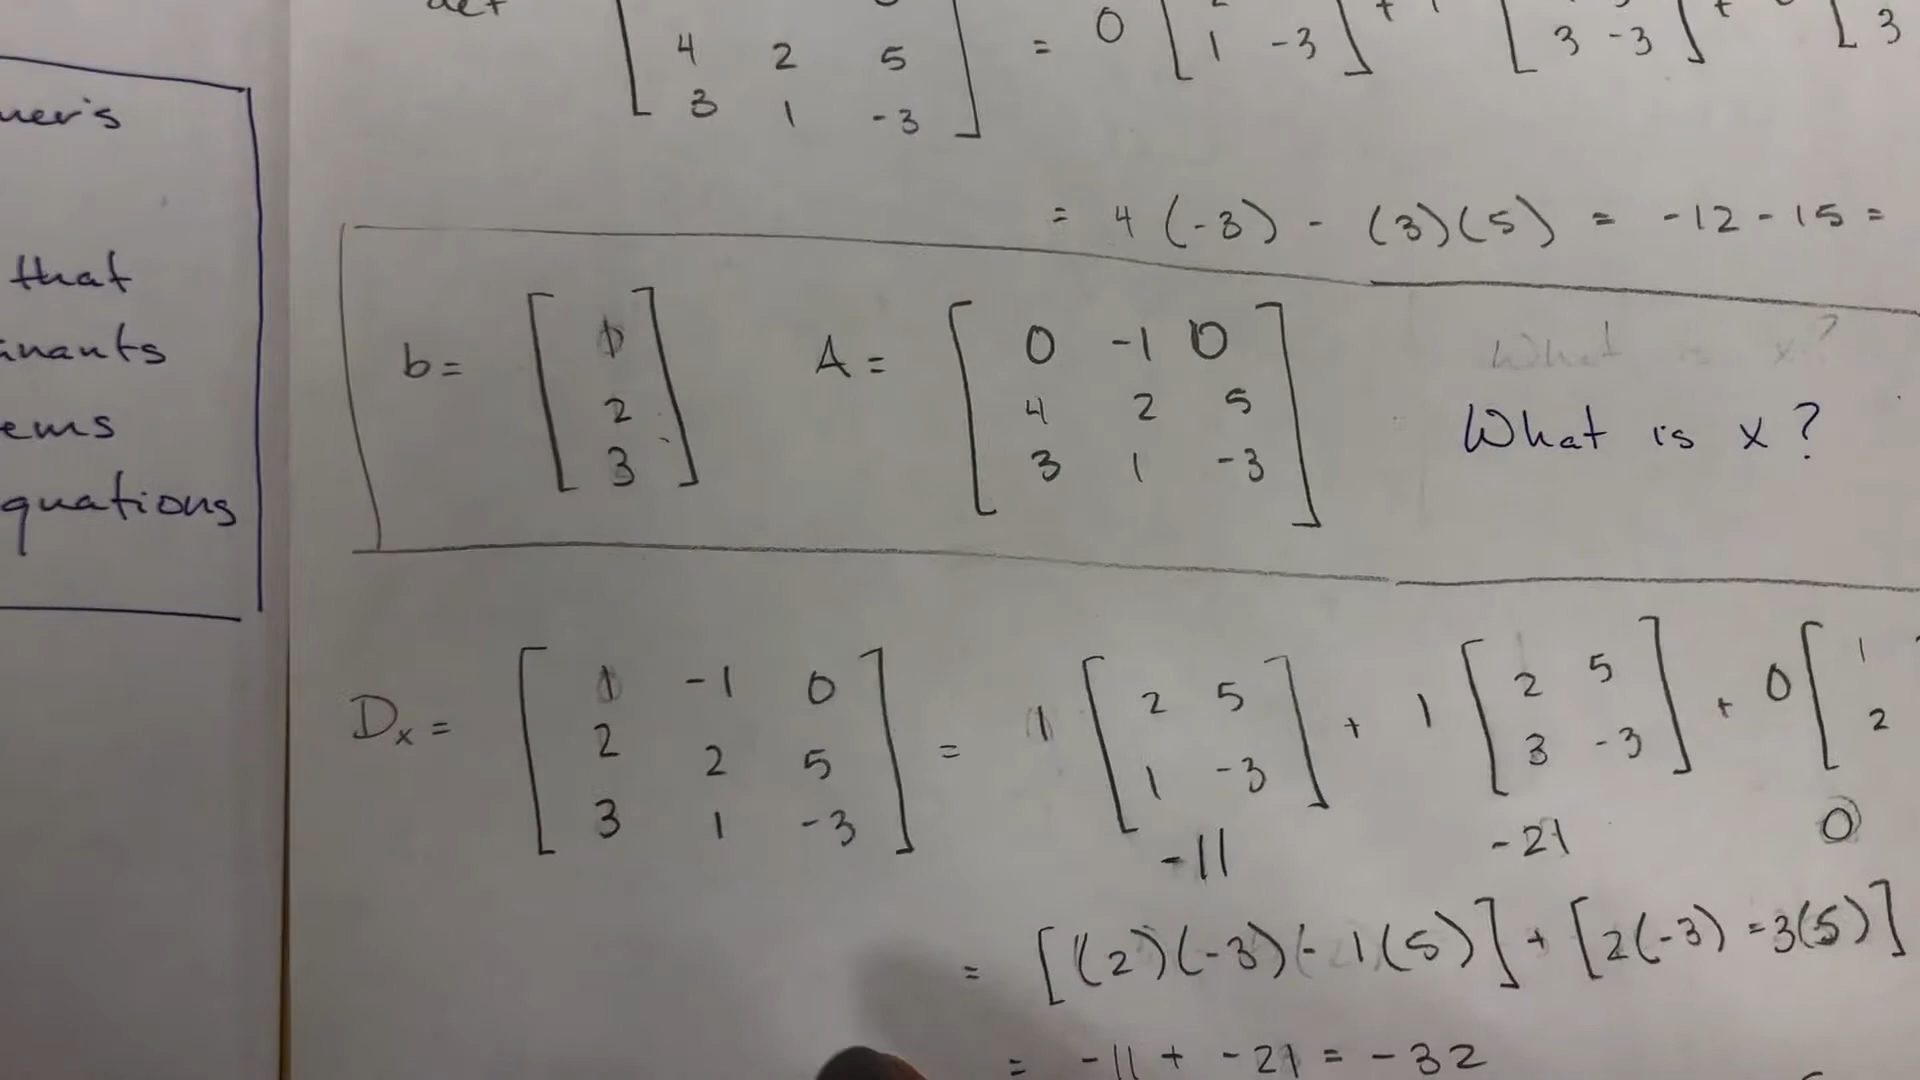 det
4 2 5 = 0 [ 1 -3 ] + [ 3 -3 ] + [ 3
3 1 -3
= 4 (-3) - (3)(5) = -12 - 15 =
ner's
that
inants
ems
quations
b = [ 1 2 3 ] A = [ 0 -1 0
4 2 5
3 1 -3 ]
What is x?
What is x?
Dx = [ 1 -1 0
2 2 5
3 1 -3 ] = 1 [ 2 5
1 -3 ] + 1 [ 2 5
3 -3 ] + 0 [ 1
2
-11 -21 0
= [(2)(-3) - 1(5)] + [2(-3) - 3(5)]
= -11 + -21 = -32